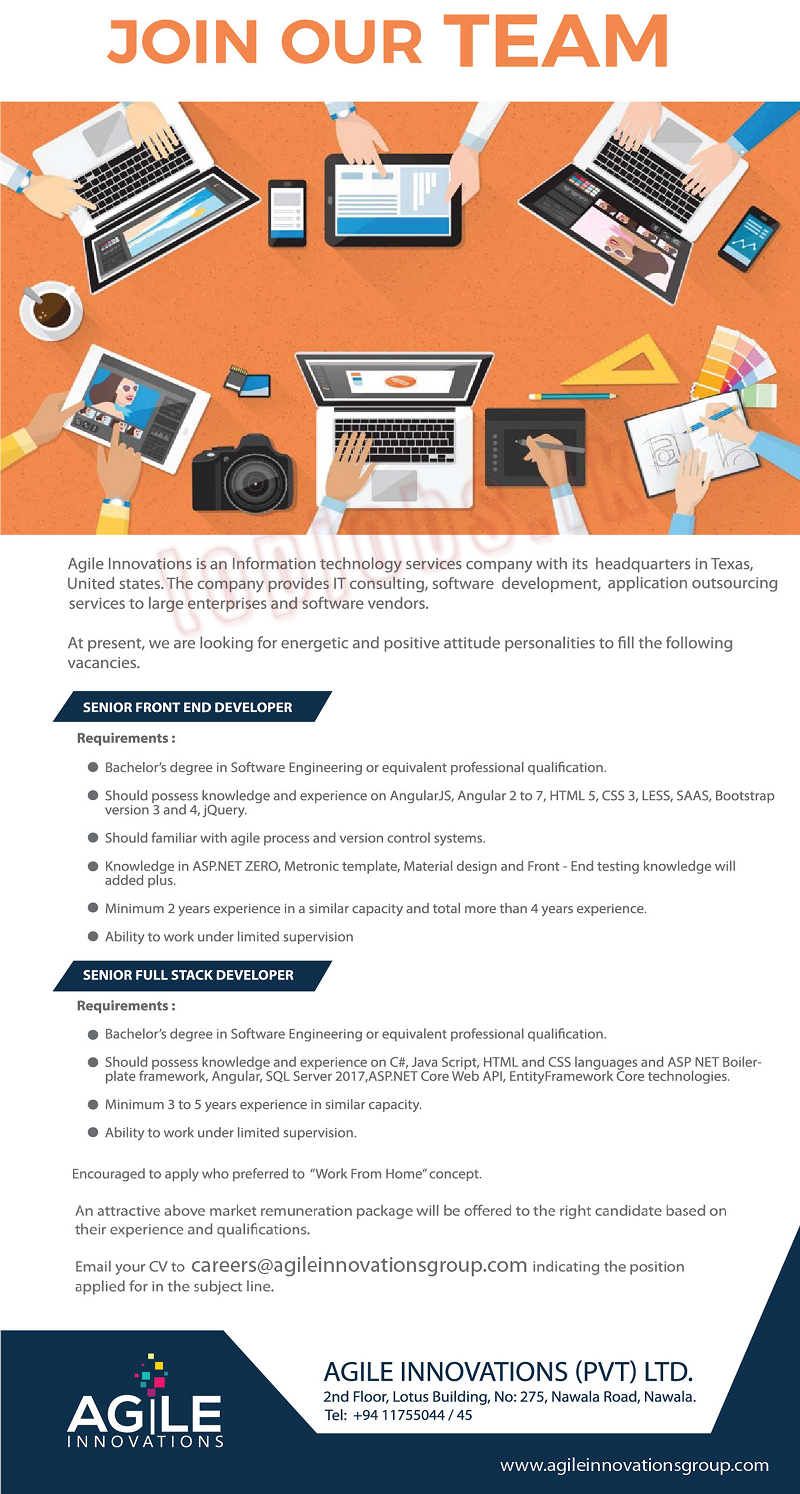 JOIN OUR TEAM
topjobs.lk
Agile Innovations is an Information technology services company with its headquarters in Texas,
United states. The company provides IT consulting, software development, application outsourcing
services to large enterprises and software vendors.
At present, we are looking for energetic and positive attitude personalities to fill the following
vacancies.
SENIOR FRONT END DEVELOPER
Requirements :
● Bachelor's degree in Software Engineering or equivalent professional qualification.
● Should possess knowledge and experience on AngularJS, Angular 2 to 7, HTML 5, CSS 3, LESS, SAAS, Bootstrap
version 3 and 4, jQuery.
● Should familiar with agile process and version control systems.
● Knowledge in ASP.NET ZERO, Metronic template, Material design and Front - End testing knowledge will
added plus.
● Minimum 2 years experience in a similar capacity and total more than 4 years experience.
● Ability to work under limited supervision
SENIOR FULL STACK DEVELOPER
Requirements :
● Bachelor's degree in Software Engineering or equivalent professional qualification.
● Should possess knowledge and experience on C#, Java Script, HTML and CSS languages and ASP NET Boiler-
plate framework, Angular, SQL Server 2017,ASP.NET Core Web API, EntityFramework Core technologies.
● Minimum 3 to 5 years experience in similar capacity.
● Ability to work under limited supervision.
Encouraged to apply who preferred to “Work From Home” concept.
An attractive above market remuneration package will be offered to the right candidate based on
their experience and qualifications.
Email your CV to careers@agileinnovationsgroup.com indicating the position
applied for in the subject line.
AGILE
INNOVATIONS
AGILE INNOVATIONS (PVT) LTD.
2nd Floor, Lotus Building, No: 275, Nawala Road, Nawala.
Tel: +94 11755044 / 45
www.agileinnovationsgroup.com